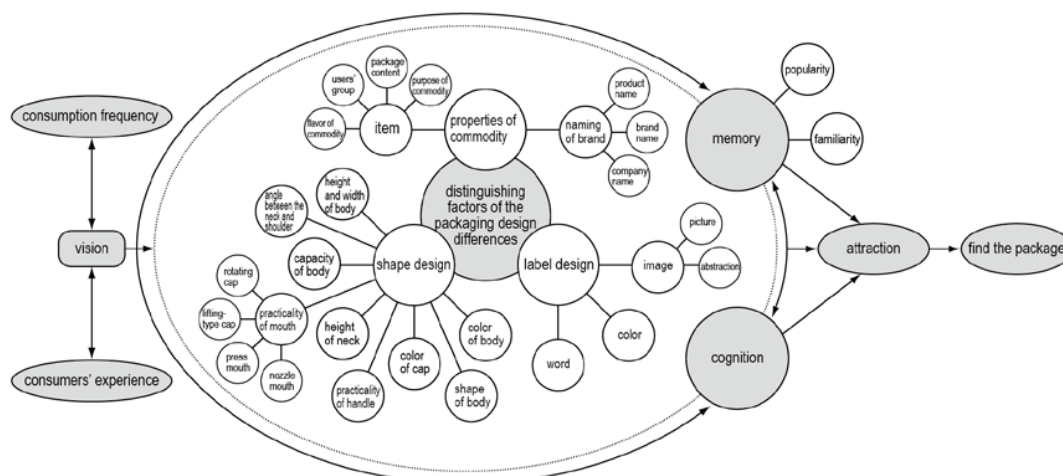 consumption frequency
vision
consumers' experience
flavor of
commodity
users'
group
package
content
purpose of
commodity
item
properties of
commodity
naming
of brand
product
name
brand
name
company
name
distinguishing
factors of the
packaging design
differences
height
and width
of body
angle
between the
neck and
shoulder
capacity
of body
shape design
practicality
of mouth
rotating
cap
lifting-
type cap
press
mouth
nozzle
mouth
height
of neck
practicality
of handle
color
of cap
shape
of body
color
of body
label design
image
picture
abstraction
color
word
memory
popularity
familiarity
cognition
attraction
find the package